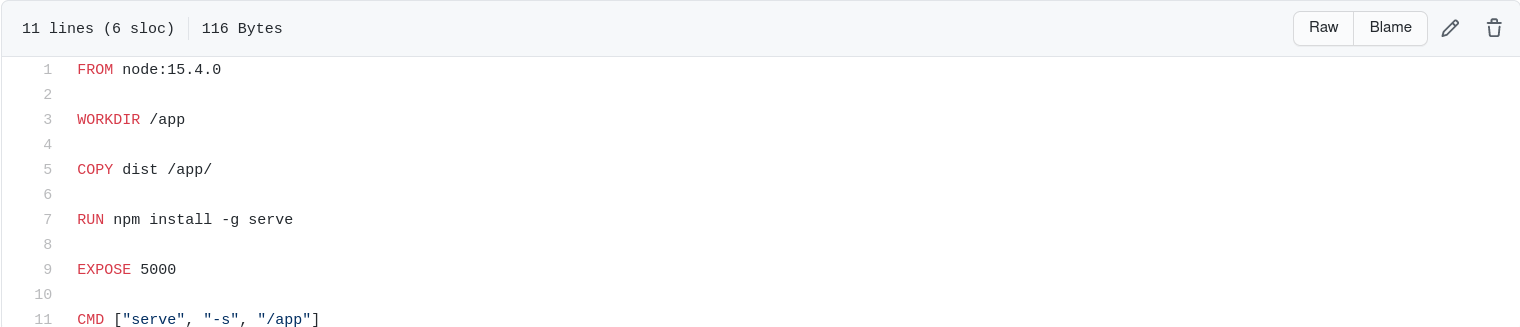 11 lines (6 sloc) 116 Bytes Raw Blame
1 FROM node:15.4.0
2
3 WORKDIR /app
4
5 COPY dist /app/
6
7 RUN npm install -g serve
8
9 EXPOSE 5000
10
11 CMD ["serve", "-s", "/app"]